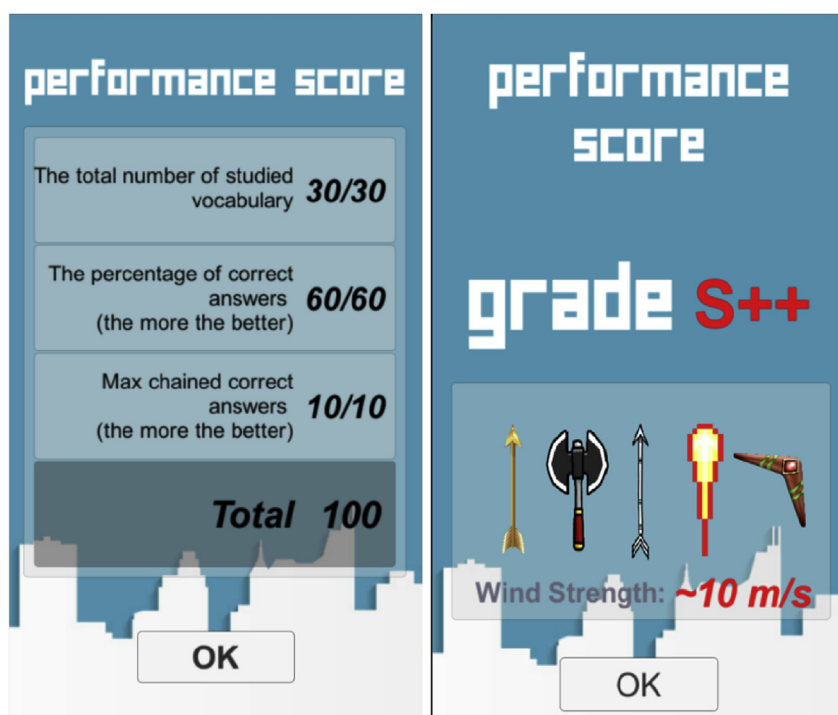 performance score
The total number of studied
vocabulary
30/30
The percentage of correct
answers
(the more the better)
60/60
Max chained correct
answers
(the more the better)
10/10
Total 100
OK
performance
score
grade S++
Wind Strength: ~10 m/s
OK